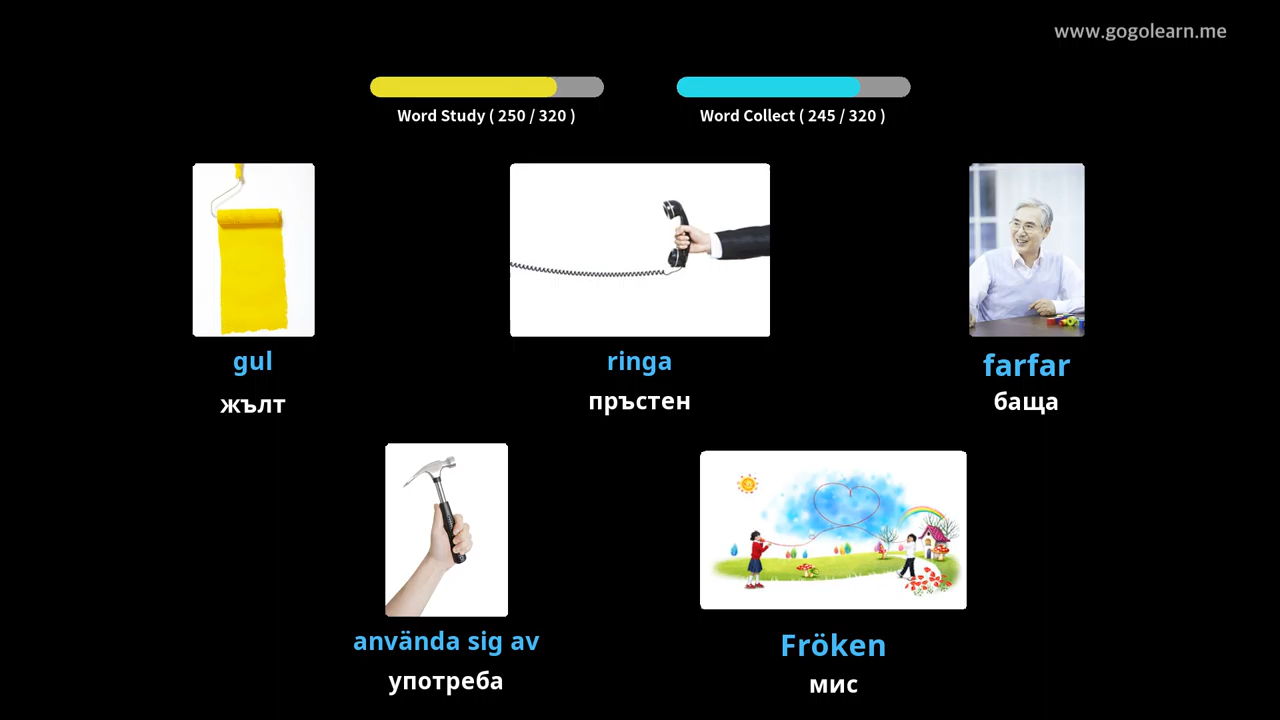 www.gogolearn.me
Word Study ( 250 / 320 )
Word Collect ( 245 / 320 )
gul
ringa
farfar
жълт
пръстен
баща
använda sig av
Fröken
употреба
мис